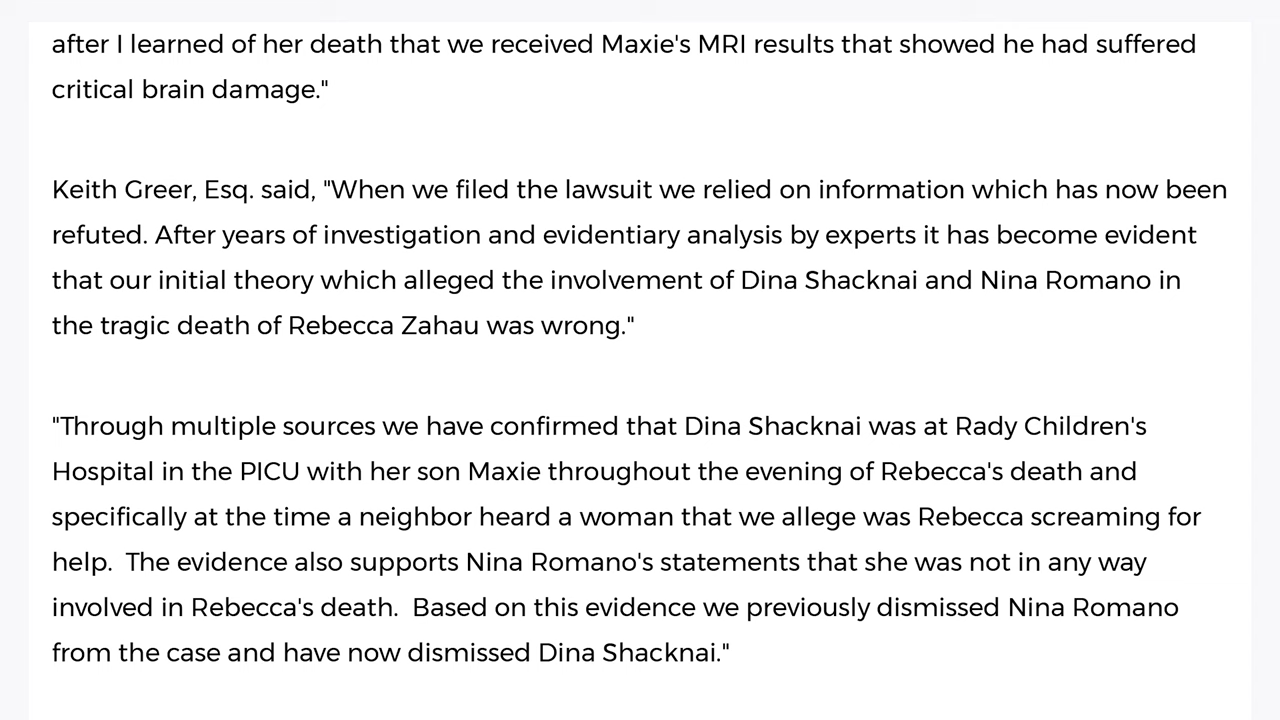 after I learned of her death that we received Maxie's MRI results that showed he had suffered
critical brain damage."
Keith Greer, Esq. said, "When we filed the lawsuit we relied on information which has now been
refuted. After years of investigation and evidentiary analysis by experts it has become evident
that our initial theory which alleged the involvement of Dina Shacknai and Nina Romano in
the tragic death of Rebecca Zahau was wrong."
"Through multiple sources we have confirmed that Dina Shacknai was at Rady Children's
Hospital in the PICU with her son Maxie throughout the evening of Rebecca's death and
specifically at the time a neighbor heard a woman that we allege was Rebecca screaming for
help.  The evidence also supports Nina Romano's statements that she was not in any way
involved in Rebecca's death.  Based on this evidence we previously dismissed Nina Romano
from the case and have now dismissed Dina Shacknai."